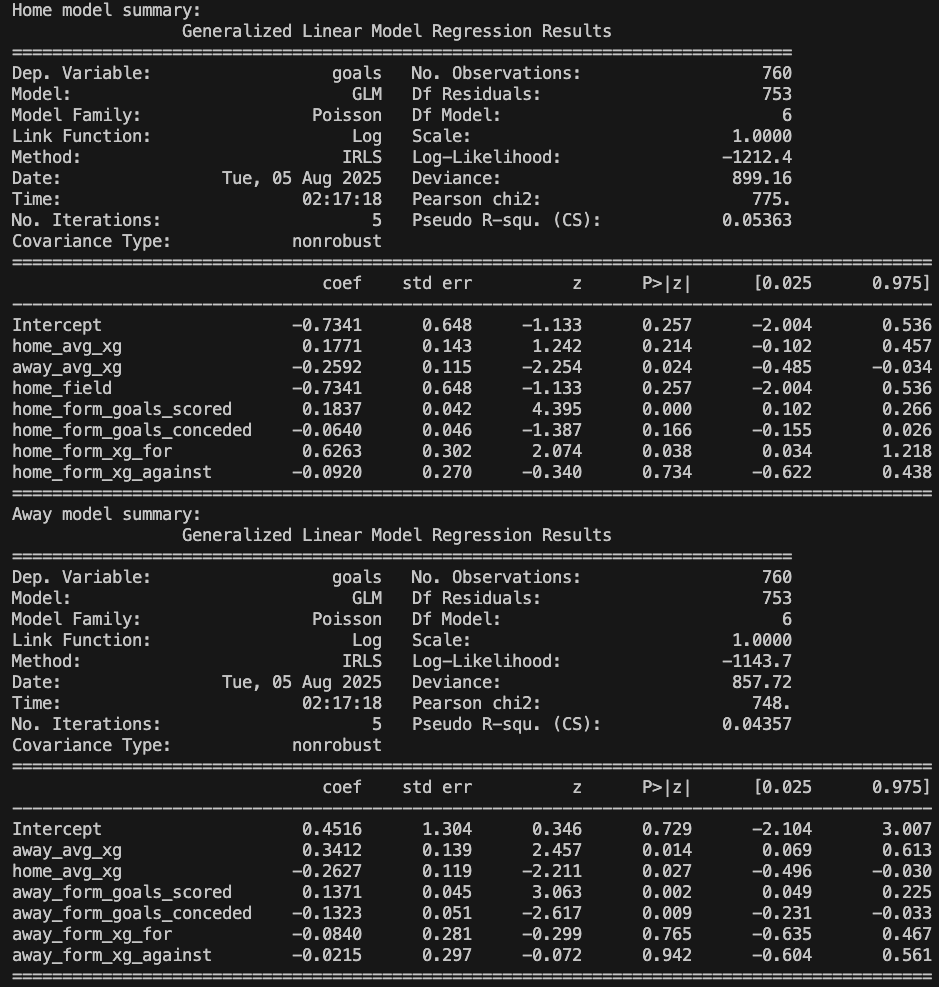 Home model summary:
Generalized Linear Model Regression Results
==============================================================================
Dep. Variable: goals No. Observations: 760
Model: GLM Df Residuals: 753
Model Family: Poisson Df Model: 6
Link Function: Log Scale: 1.0000
Method: IRLS Log-Likelihood: -1212.4
Date: Tue, 05 Aug 2025 Deviance: 899.16
Time: 02:17:18 Pearson chi2: 775.
No. Iterations: 5 Pseudo R-squ. (CS): 0.05363
Covariance Type: nonrobust
============================================================================================
coef std err z P>|z| [0.025 0.975]
--------------------------------------------------------------------------------------------
Intercept -0.7341 0.648 -1.133 0.257 -2.004 0.536
home_avg_xg 0.1771 0.143 1.242 0.214 -0.102 0.457
away_avg_xg -0.2592 0.115 -2.254 0.024 -0.485 -0.034
home_field -0.7341 0.648 -1.133 0.257 -2.004 0.536
home_form_goals_scored 0.1837 0.042 4.395 0.000 0.102 0.266
home_form_goals_conceded -0.0640 0.046 -1.387 0.166 -0.155 0.026
home_form_xg_for 0.6263 0.302 2.074 0.038 0.034 1.218
home_form_xg_against -0.0920 0.270 -0.340 0.734 -0.622 0.438
============================================================================================
Away model summary:
Generalized Linear Model Regression Results
==============================================================================
Dep. Variable: goals No. Observations: 760
Model: GLM Df Residuals: 753
Model Family: Poisson Df Model: 6
Link Function: Log Scale: 1.0000
Method: IRLS Log-Likelihood: -1143.7
Date: Tue, 05 Aug 2025 Deviance: 857.72
Time: 02:17:18 Pearson chi2: 748.
No. Iterations: 5 Pseudo R-squ. (CS): 0.04357
Covariance Type: nonrobust
============================================================================================
coef std err z P>|z| [0.025 0.975]
--------------------------------------------------------------------------------------------
Intercept 0.4516 1.304 0.346 0.729 -2.104 3.007
away_avg_xg 0.3412 0.139 2.457 0.014 0.069 0.613
home_avg_xg -0.2627 0.119 -2.211 0.027 -0.496 -0.030
away_form_goals_scored 0.1371 0.045 3.063 0.002 0.049 0.225
away_form_goals_conceded -0.1323 0.051 -2.617 0.009 -0.231 -0.033
away_form_xg_for -0.0840 0.281 -0.299 0.765 -0.635 0.467
away_form_xg_against -0.0215 0.297 -0.072 0.942 -0.604 0.561
============================================================================================